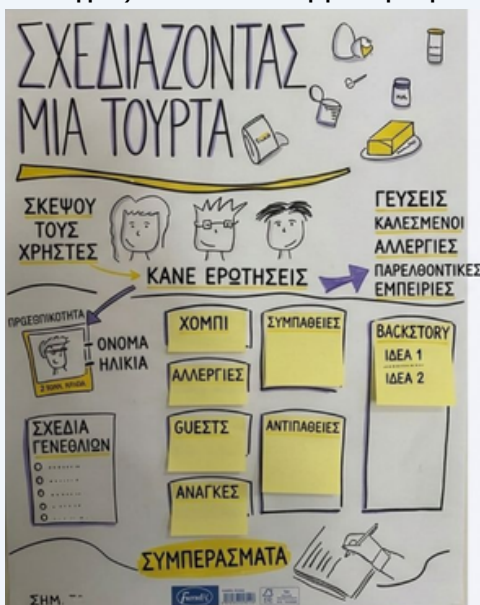 ΣΧΕΔΙΑΖΟΝΤΑΣ
ΜΙΑ ΤΟΥΡΤΑ
ΣΚΕΨΟΥ
ΤΟΥΣ
ΧΡΗΣΤΕΣ
ΚΑΝΕ ΕΡΩΤΗΣΕΙΣ
ΓΕΥΣΕΙΣ
ΚΑΛΕΣΜΕΝΟΙ
ΑΛΛΕΡΓΙΕΣ
ΠΑΡΕΛΘΟΝΤΙΚΕΣ
ΕΜΠΕΙΡΙΕΣ
ΠΡΟΣΩΠΙΚΟΤΗΤΑ
ΟΝΟΜΑ
ΗΛΙΚΙΑ
ΣΧΕΔΙΑ
ΓΕΝΕΘΛΙΩΝ
ΧΟΜΠΙ
ΑΛΛΕΡΓΙΕΣ
GUESTΣ
ΑΝΑΓΚΕΣ
ΣΥΜΠΑΘΕΙΕΣ
ΑΝΤΙΠΑΘΕΙΕΣ
BACKSTORY
ΙΔΕΑ 1
ΙΔΕΑ 2
ΣΥΜΠΕΡΑΣΜΑΤΑ
ΣΗΜ.